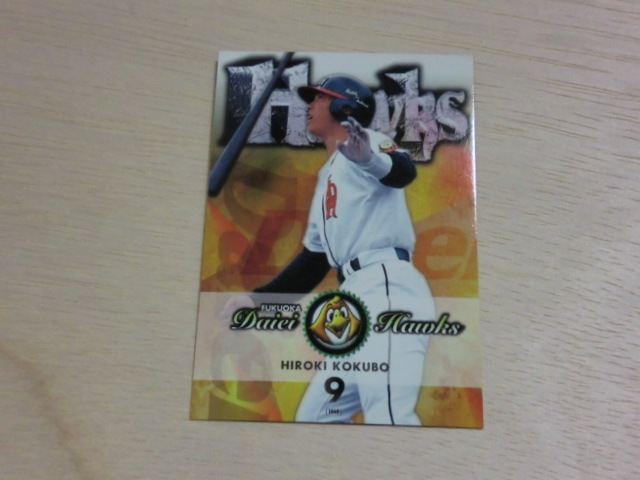 Hawks
FUKUOKA
Daiei Hawks
HIROKI KOKUBO
9